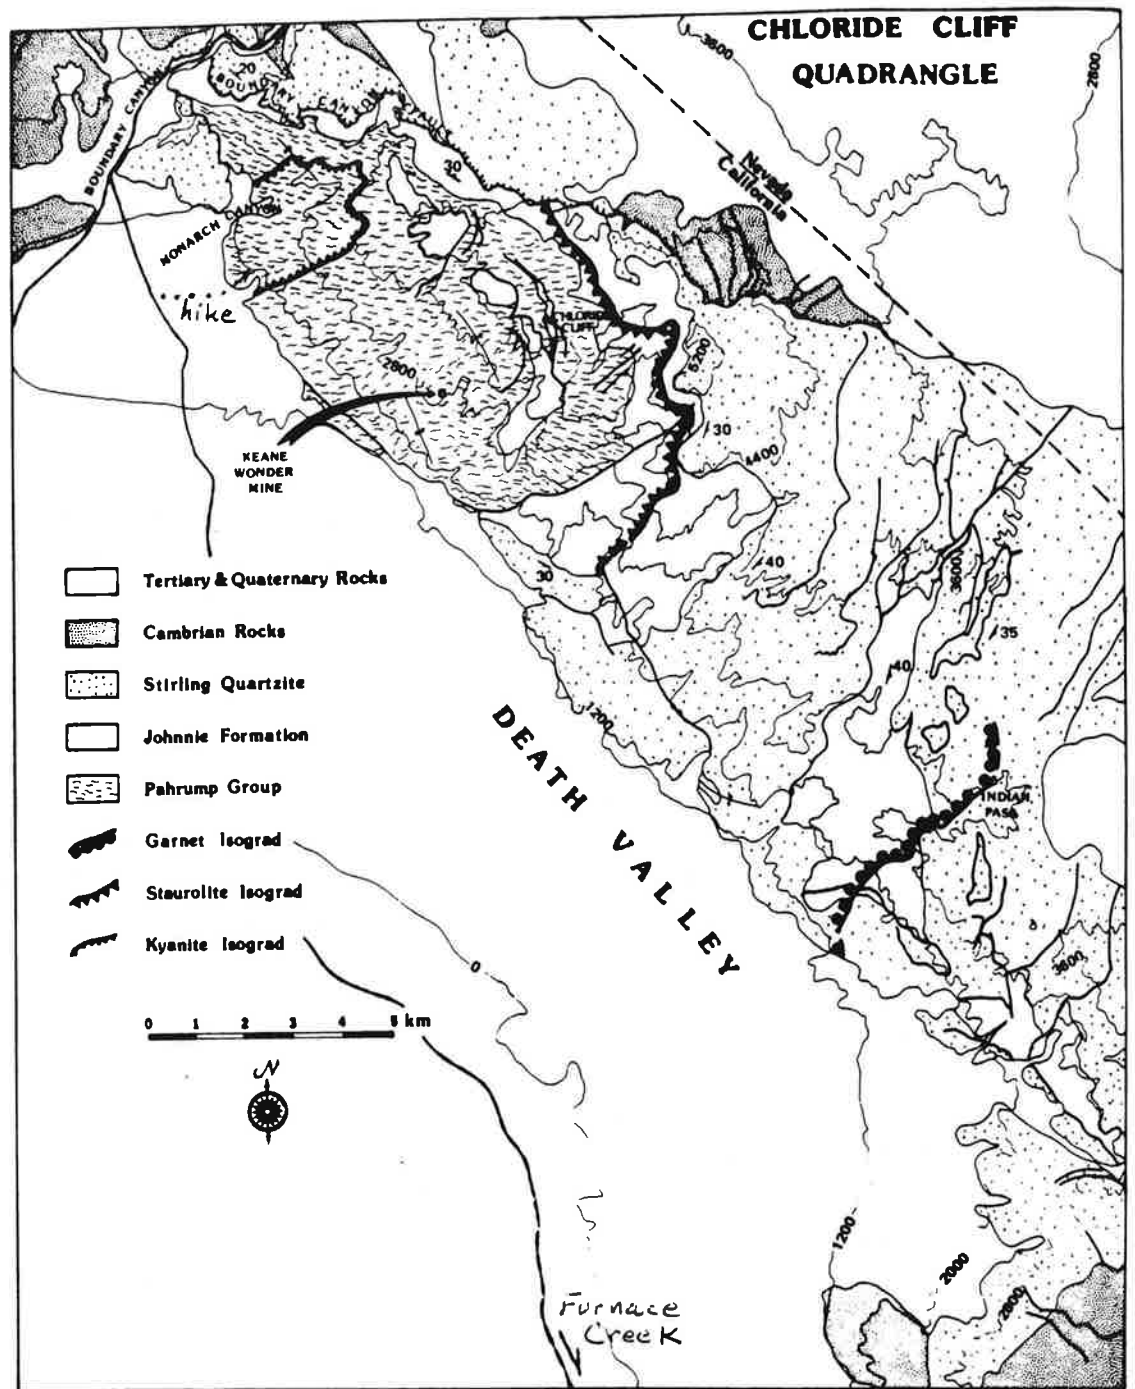 CHLORIDE CLIFF
QUADRANGLE
3600
2800
20
BOUNDARY CANYON FAULT
BOUNDARY CANYON
30
Nevada
California
MONARCH CANYON
hike
CHLORIDE
CLIFF
5200
2800
30
4400
KEANE
WONDER
MINE
30
40
3600
35
40
Tertiary & Quaternary Rocks
Cambrian Rocks
Stirling Quartzite
Johnnie Formation
Pahrump Group
Garnet Isograd
Staurolite Isograd
Kyanite Isograd
1200
DEATH VALLEY
INDIAN
PASS
3600
0
0 1 2 3 4 5 km
N
1200
2000
2800
Furnace
Creek